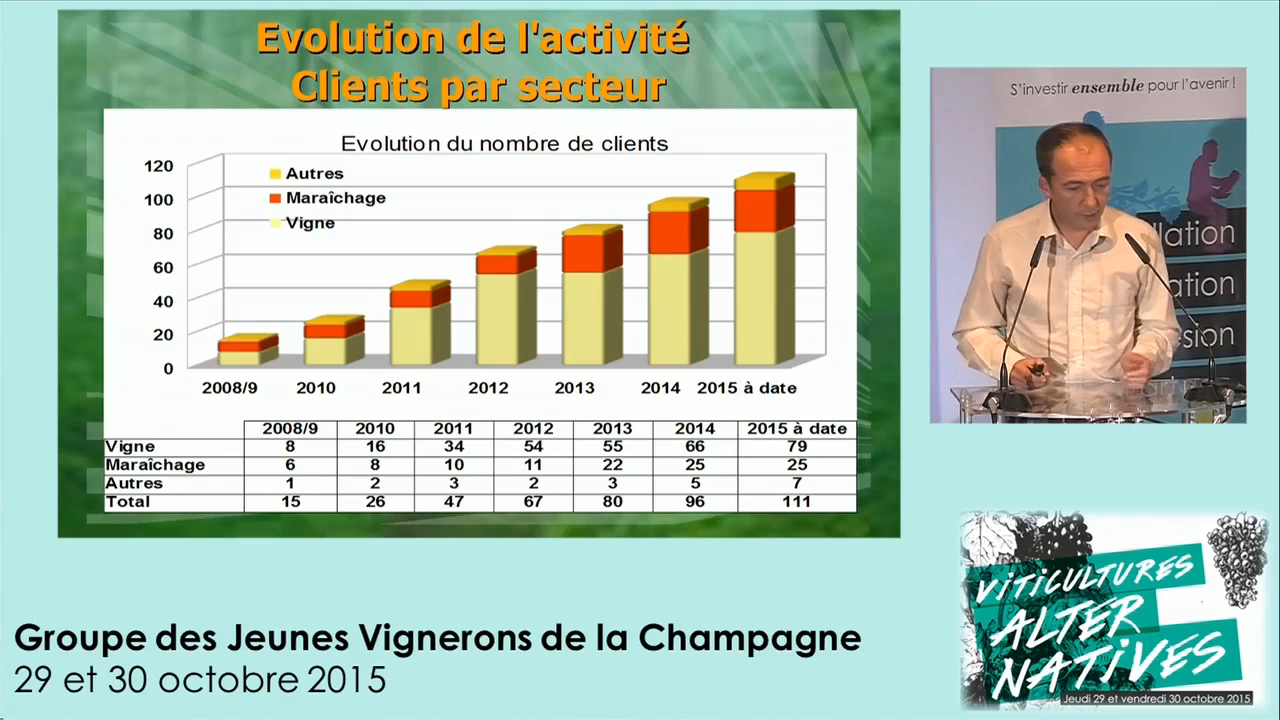 Evolution de l'activité
Clients par secteur
Evolution du nombre de clients
120
100
80
60
40
20
0
Autres
Maraîchage
Vigne
2008/9 2010 2011 2012 2013 2014 2015 à date
2008/9 2010 2011 2012 2013 2014 2015 à date
Vigne 8 16 34 54 55 66 79
Maraîchage 6 8 10 11 22 25 25
Autres 1 2 3 2 3 5 7
Total 15 26 47 67 80 96 111
S'investir ensemble pour l'avenir !
Groupe des Jeunes Vignerons de la Champagne
29 et 30 octobre 2015
VITICULTURES
ALTER
NATIVES
Jeudi 29 et vendredi 30 octobre 2015